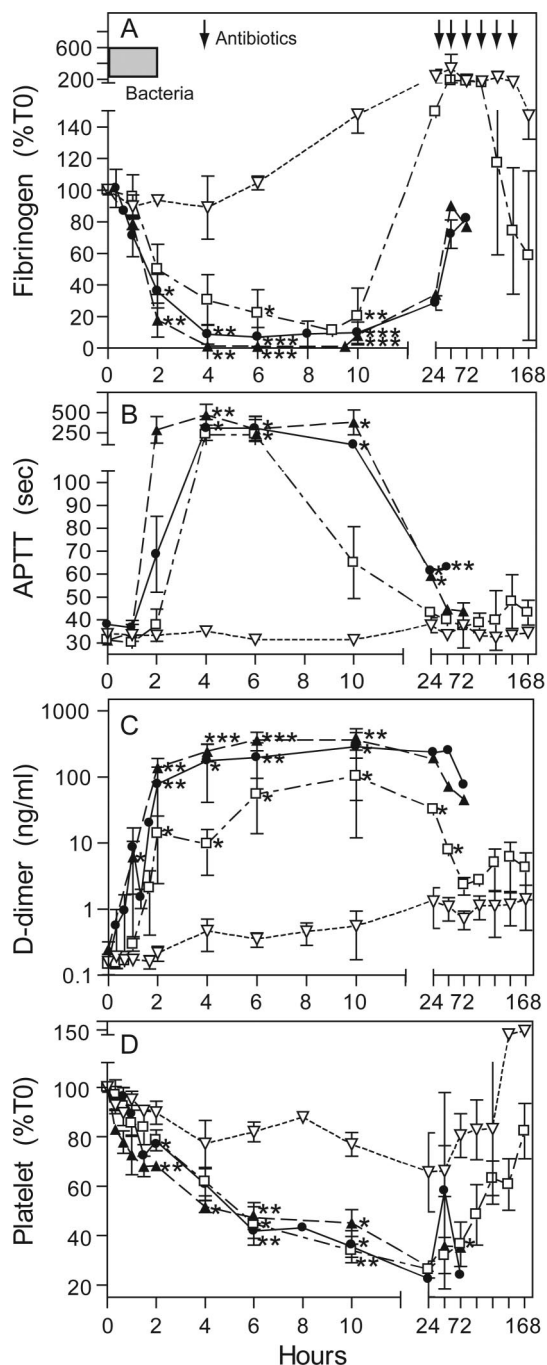 A
Antibiotics
Bacteria
Fibrinogen (%T0)
600
200
140
120
100
80
60
40
20
0
* ** ** ** *** * *** *** **
0 2 4 6 8 10 24 72 168
B
APTT (sec)
500
250
100
90
80
70
60
50
40
30
** * * * * * * * **
0 2 4 6 8 10 24 72 168
C
D-dimer (ng/ml)
1000
100
10
1
0.1
* ** ** * *** * * *** ** * ** * * * *
0 2 4 6 8 10 24 72 168
D
Platelet (%T0)
150
100
80
60
40
20
* ** * ** * ** * * * *
0 2 4 6 8 10 24 72 168
Hours